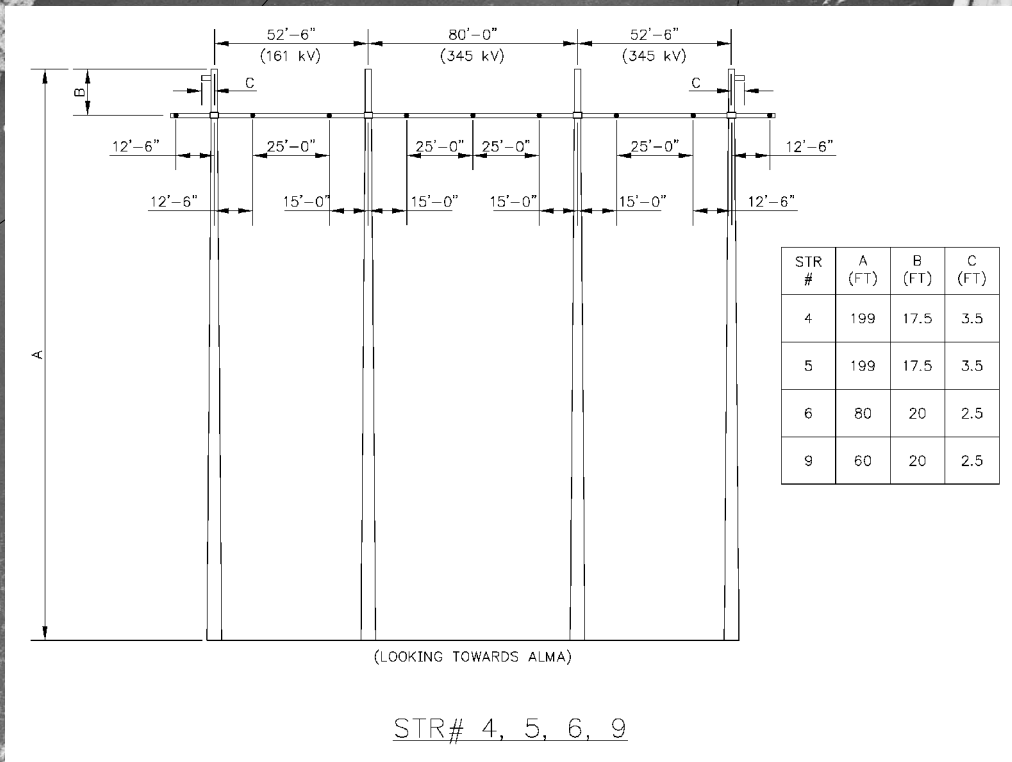 52'-6" 80'-0" 52'-6"
(161 kV) (345 kV) (345 kV)
B C C
12'-6" 25'-0" 25'-0" 25'-0" 25'-0" 12'-6"
12'-6" 15'-0" 15'-0" 15'-0" 15'-0" 12'-6"
A
STR # A (FT) B (FT) C (FT)
4 199 17.5 3.5
5 199 17.5 3.5
6 80 20 2.5
9 60 20 2.5
(LOOKING TOWARDS ALMA)
STR# 4, 5, 6, 9